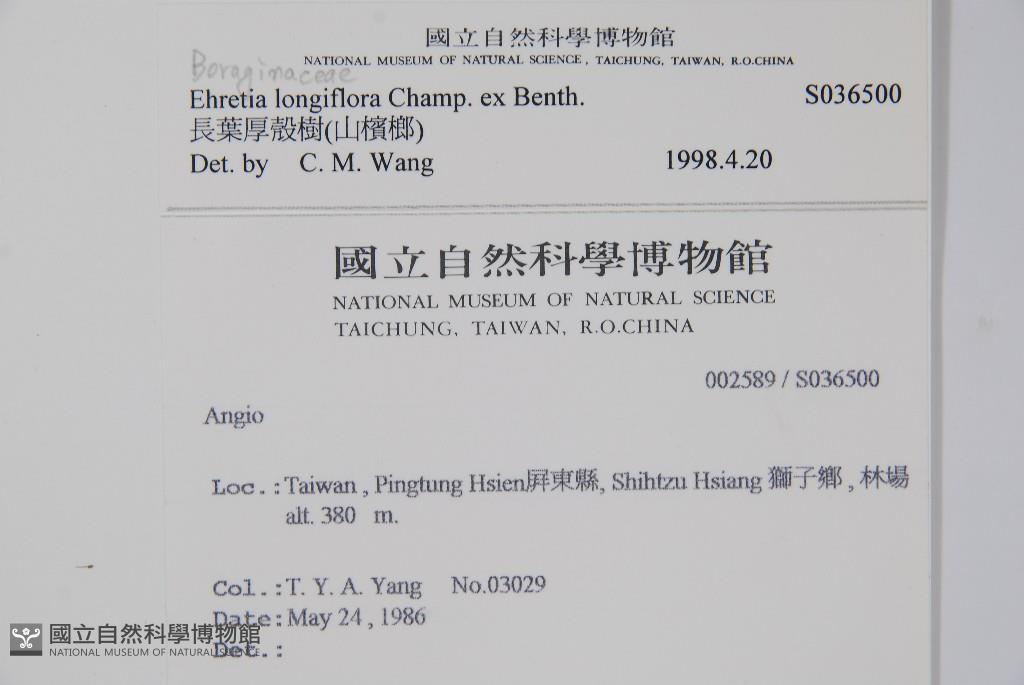 國立自然科學博物館
NATIONAL MUSEUM OF NATURAL SCIENCE, TAICHUNG, TAIWAN, R.O.CHINA
Boragginaceae
Ehretia longiflora Champ. ex Benth. S036500
長葉厚殼樹(山檳榔)
Det. by C. M. Wang 1998.4.20
國立自然科學博物館
NATIONAL MUSEUM OF NATURAL SCIENCE
TAICHUNG, TAIWAN, R.O.CHINA
002589 / S036500
Angio
Loc.: Taiwan , Pingtung Hsien屏東縣, Shihtzu Hsiang 獅子鄉 , 林場
alt. 380 m.
Col.: T. Y. A. Yang No.03029
Date: May 24 , 1986
Det.:
國立自然科學博物館
NATIONAL MUSEUM OF NATURAL SCIENCE